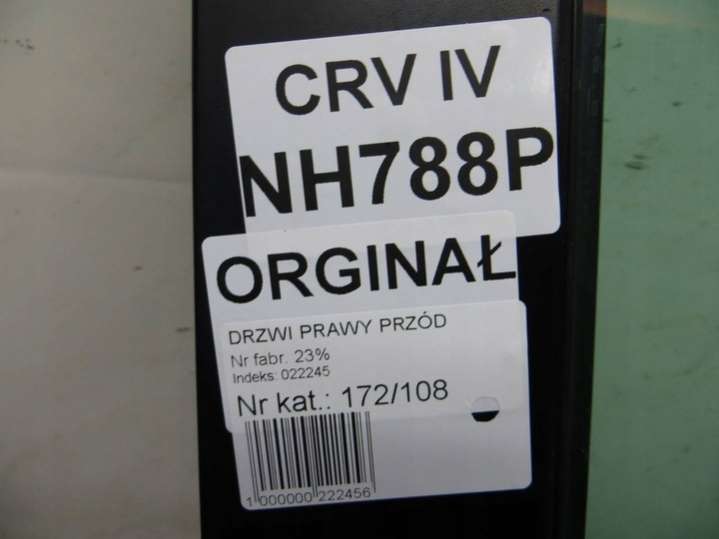 CRV IV
NH788P
ORGINAŁ
DRZWI PRAWY PRZÓD
Nr fabr. 23%
Indeks: 022245
Nr kat.: 172/108
1 000000 222456